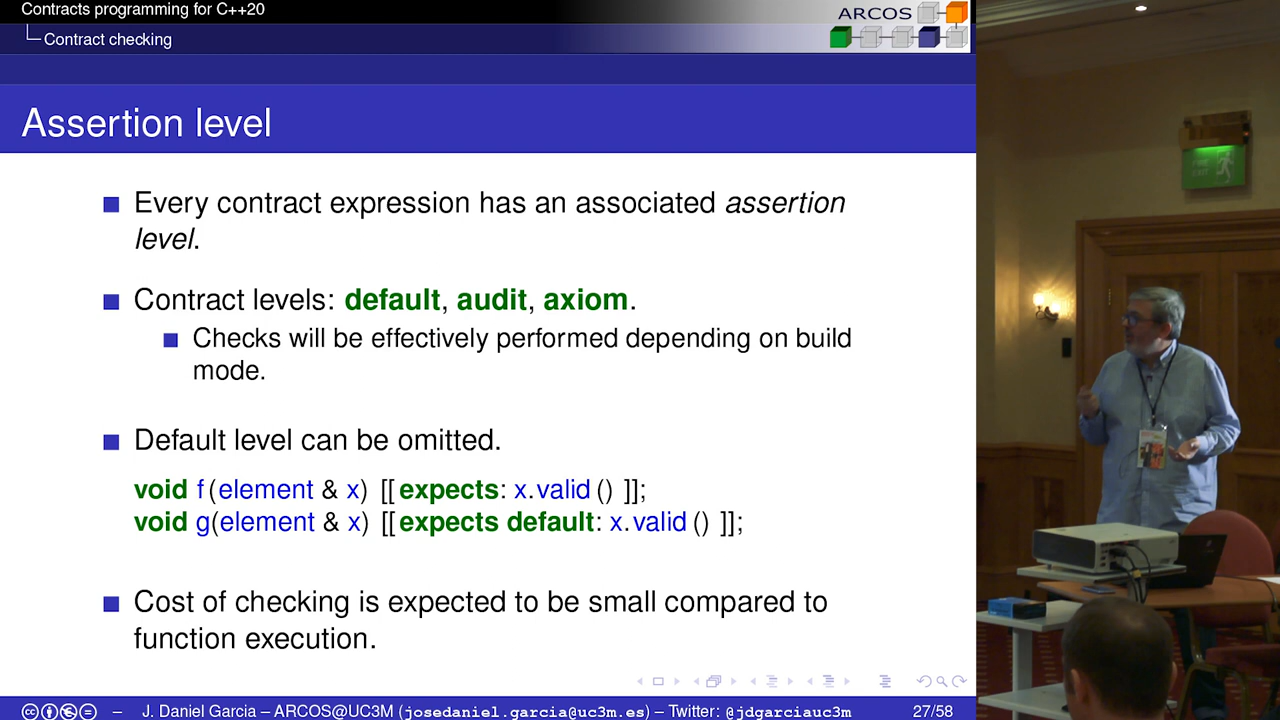 Contracts programming for C++20
Contract checking
ARCOS
Assertion level
Every contract expression has an associated assertion
level.
Contract levels: default, audit, axiom.
Checks will be effectively performed depending on build
mode.
Default level can be omitted.
void f(element & x) [[expects: x.valid() ]];
void g(element & x) [[expects default: x.valid() ]];
Cost of checking is expected to be small compared to
function execution.
– J. Daniel Garcia – ARCOS@UC3M (josedaniel.garcia@uc3m.es) – Twitter: @jdgarciauc3m 27/58